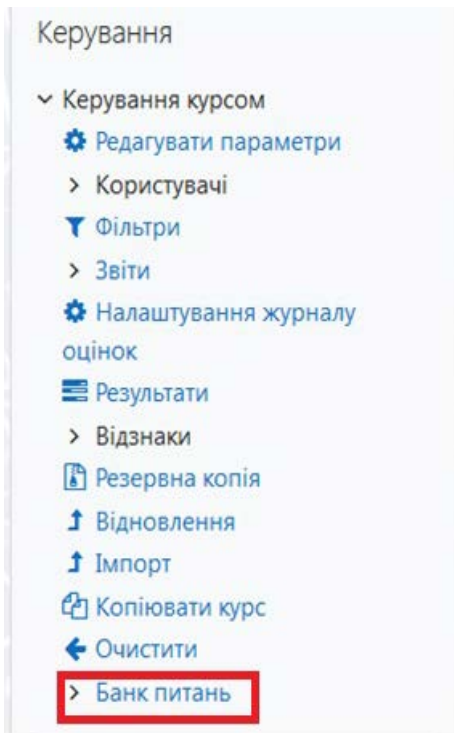 Керування
Керування курсом
Редагувати параметри
Користувачі
Фільтри
Звіти
Налаштування журналу
оцінок
Результати
Відзнаки
Резервна копія
Відновлення
Імпорт
Копіювати курс
Очистити
Банк питань